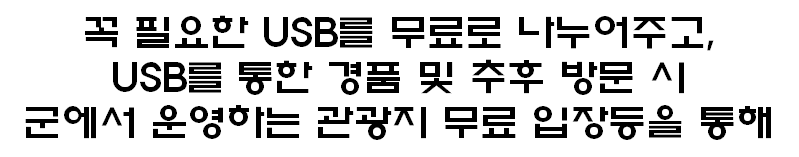 꼭 필요한 USB를 무료로 나누어주고,
USB를 통한 경품 및 추후 방문 시
군에서 운영하는 관광지 무료 입장등을 통해